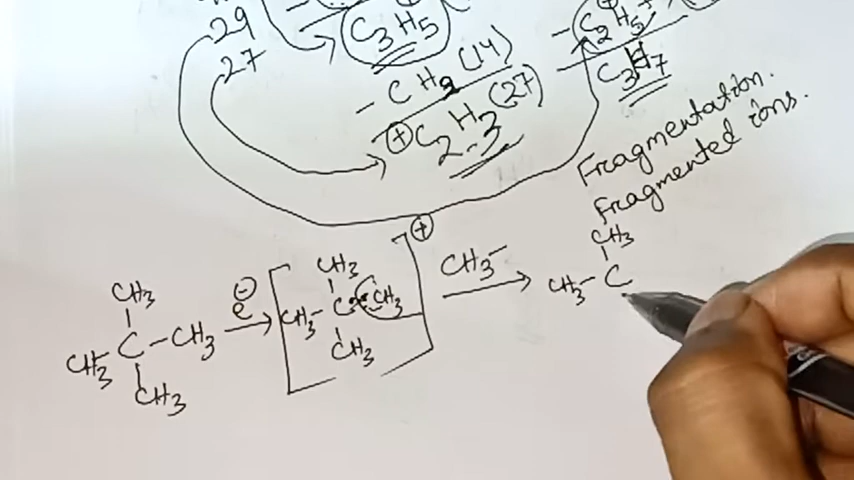 29
27
C3H5
- CH2 (14)
⊕C2H3 (27)
C2H5
C3H7
Fragmentation.
Fragmented ions.
CH3
CH3 - C - CH3
CH3
⊖
e
CH3
CH3 - C CH3
CH3
⊕
CH3-
CH3
CH3 - C